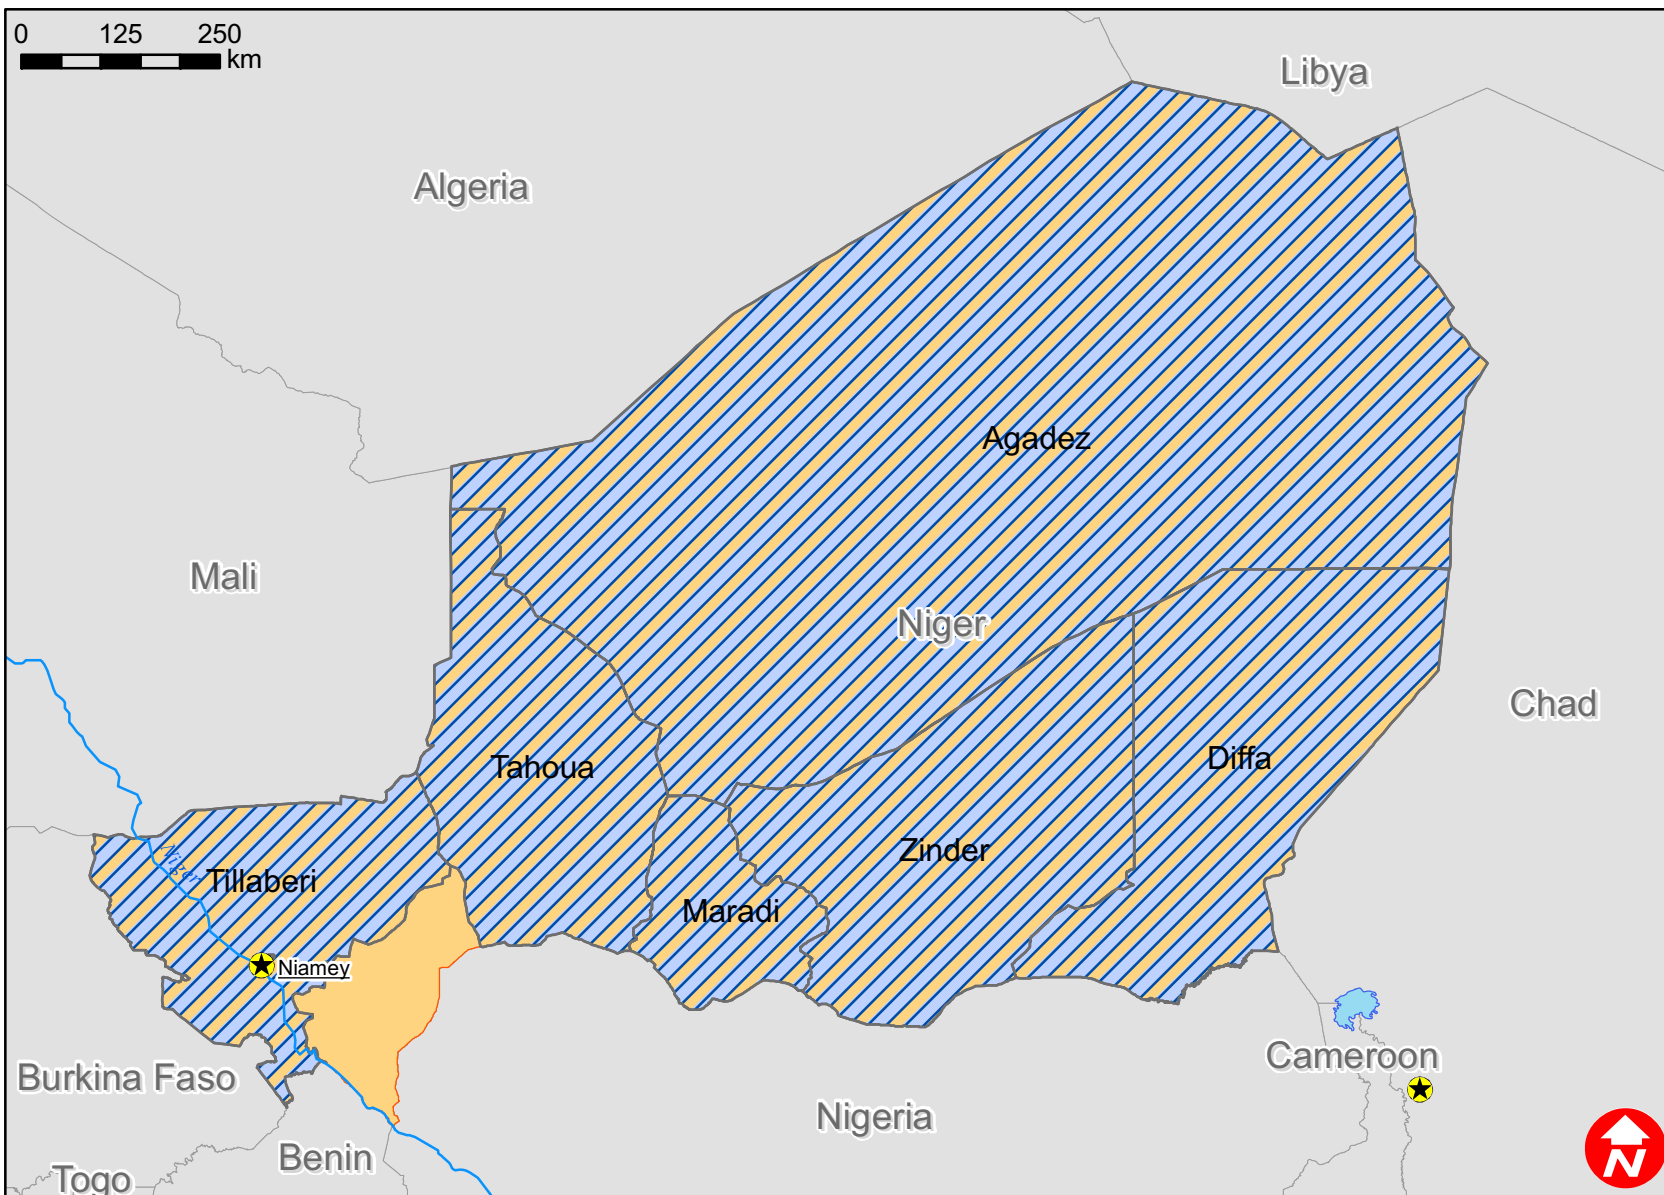 0 125 250
km
Libya
Algeria
Agadez
Mali
Niger
Chad
Diffa
Tahoua
Zinder
Niger
Tillaberi
Maradi
Niamey
Cameroon
Burkina Faso
Nigeria
Benin
Togo
N